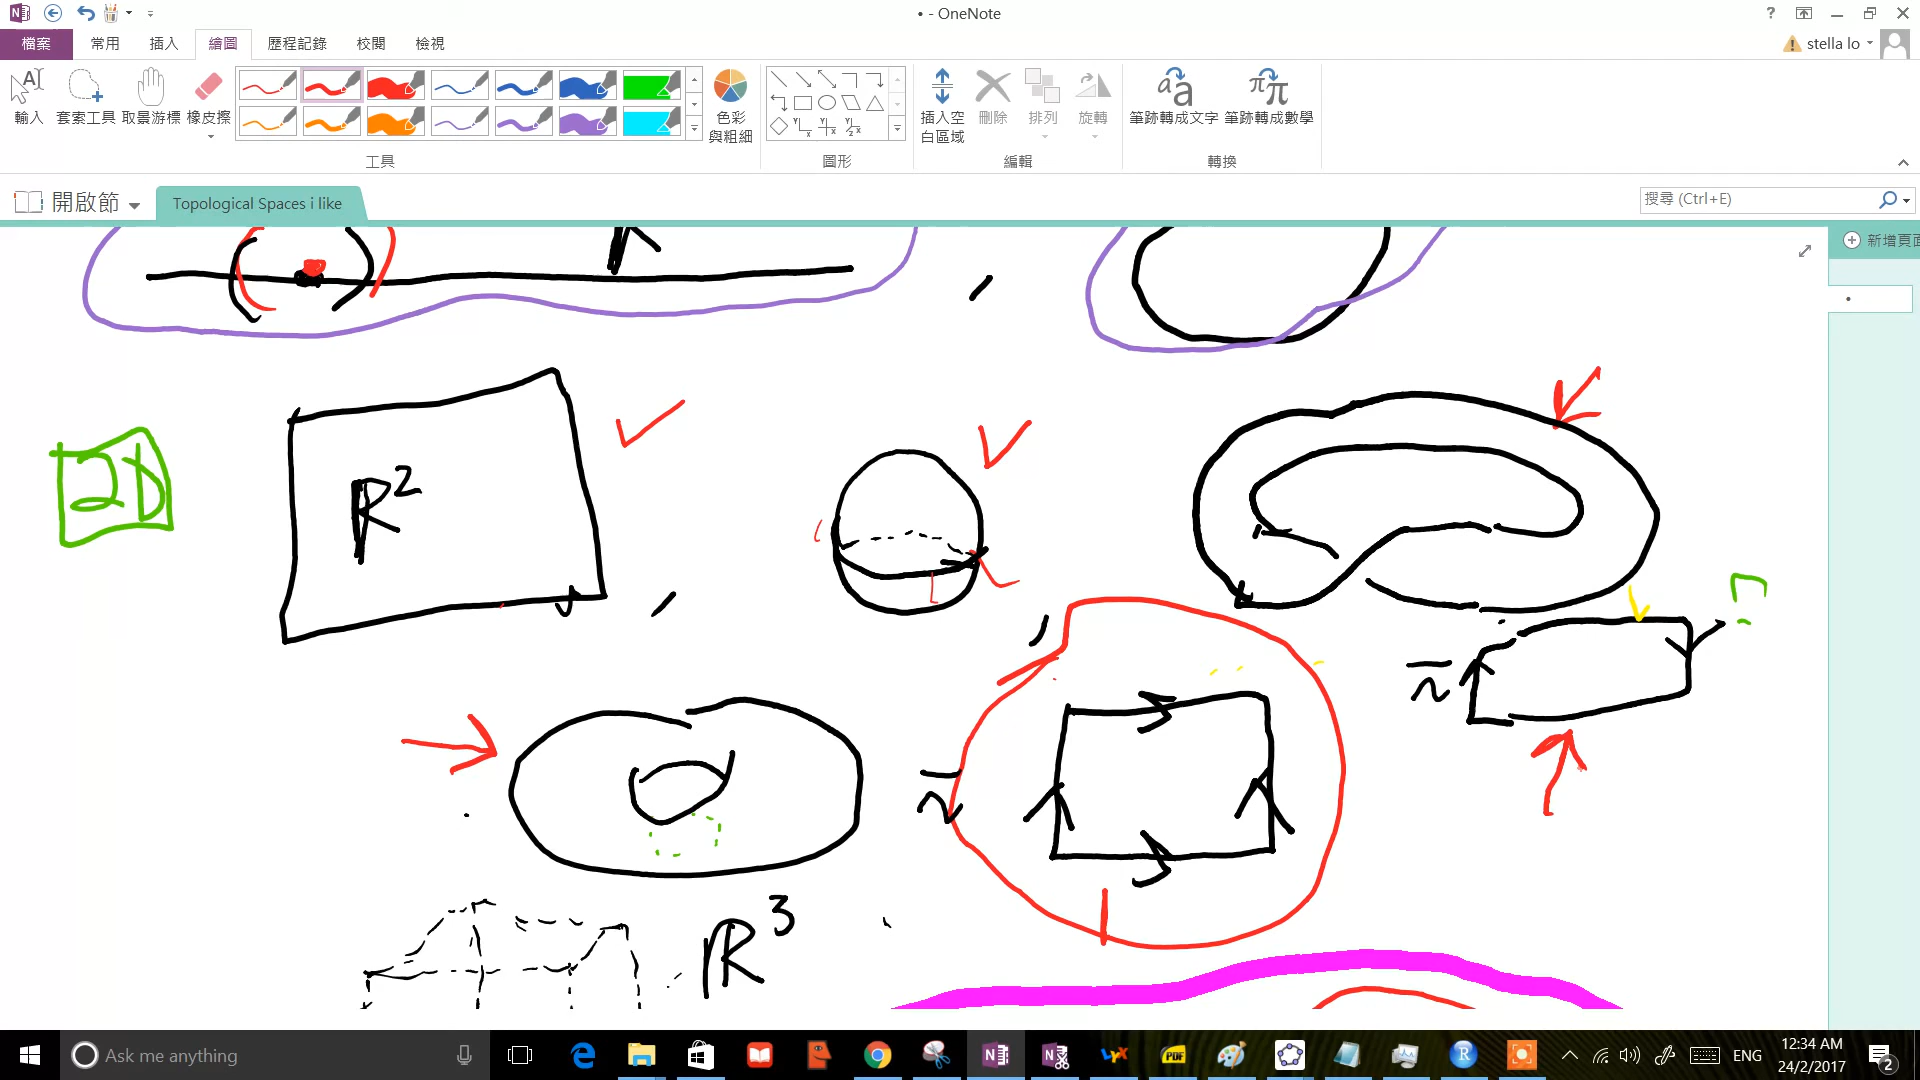 • - OneNote
?
檔案
常用
插入
繪圖
歷程記錄
校閱
檢視
stella lo
輸入
套索工具
取景游標
橡皮擦
色彩
與粗細
插入空
白區域
刪除
排列
旋轉
筆跡轉成文字
筆跡轉成數學
工具
圖形
編輯
轉換
開啟節
Topological Spaces i like
搜尋 (Ctrl+E)
新增頁面
2D
ℝ²
ℝ³
Ask me anything
ENG
12:34 AM
24/2/2017
2